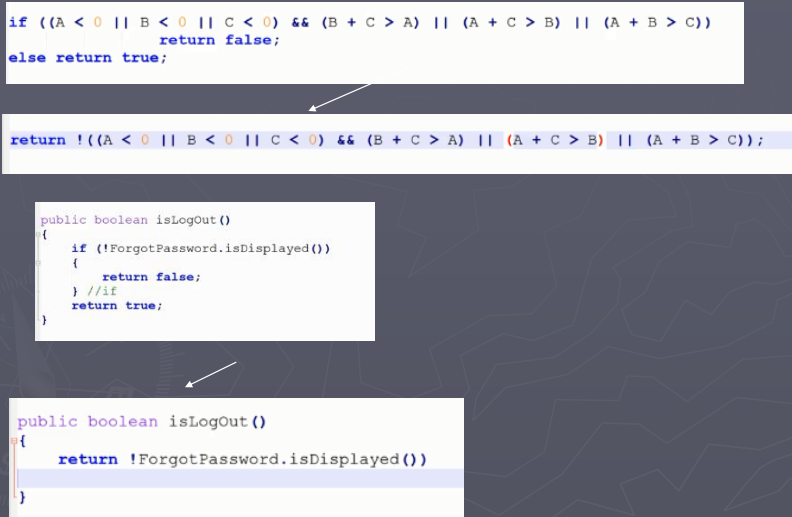 if ((A < 0 || B < 0 || C < 0) && (B + C > A) || (A + C > B) || (A + B > C))
return false;
else return true;
return !((A < 0 || B < 0 || C < 0) && (B + C > A) || (A + C > B) || (A + B > C));
public boolean isLogOut()
{
if (!ForgotPassword.isDisplayed())
{
return false;
} //if
return true;
}
public boolean isLogOut()
{
return !ForgotPassword.isDisplayed())
}